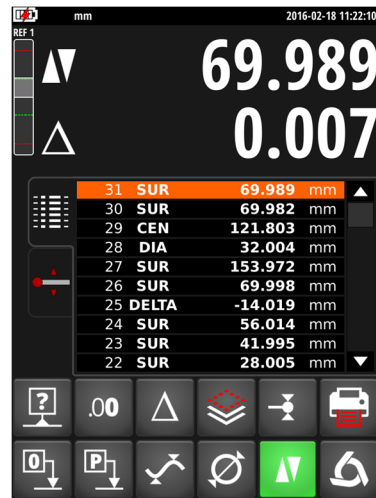 mm 2016-02-18 11:22:10
REF 1
69.989
0.007
31 SUR 69.989 mm
30 SUR 69.982 mm
29 CEN 121.803 mm
28 DIA 32.004 mm
27 SUR 153.972 mm
26 SUR 69.998 mm
25 DELTA -14.019 mm
24 SUR 56.014 mm
23 SUR 41.995 mm
22 SUR 28.005 mm
? .00
0 P